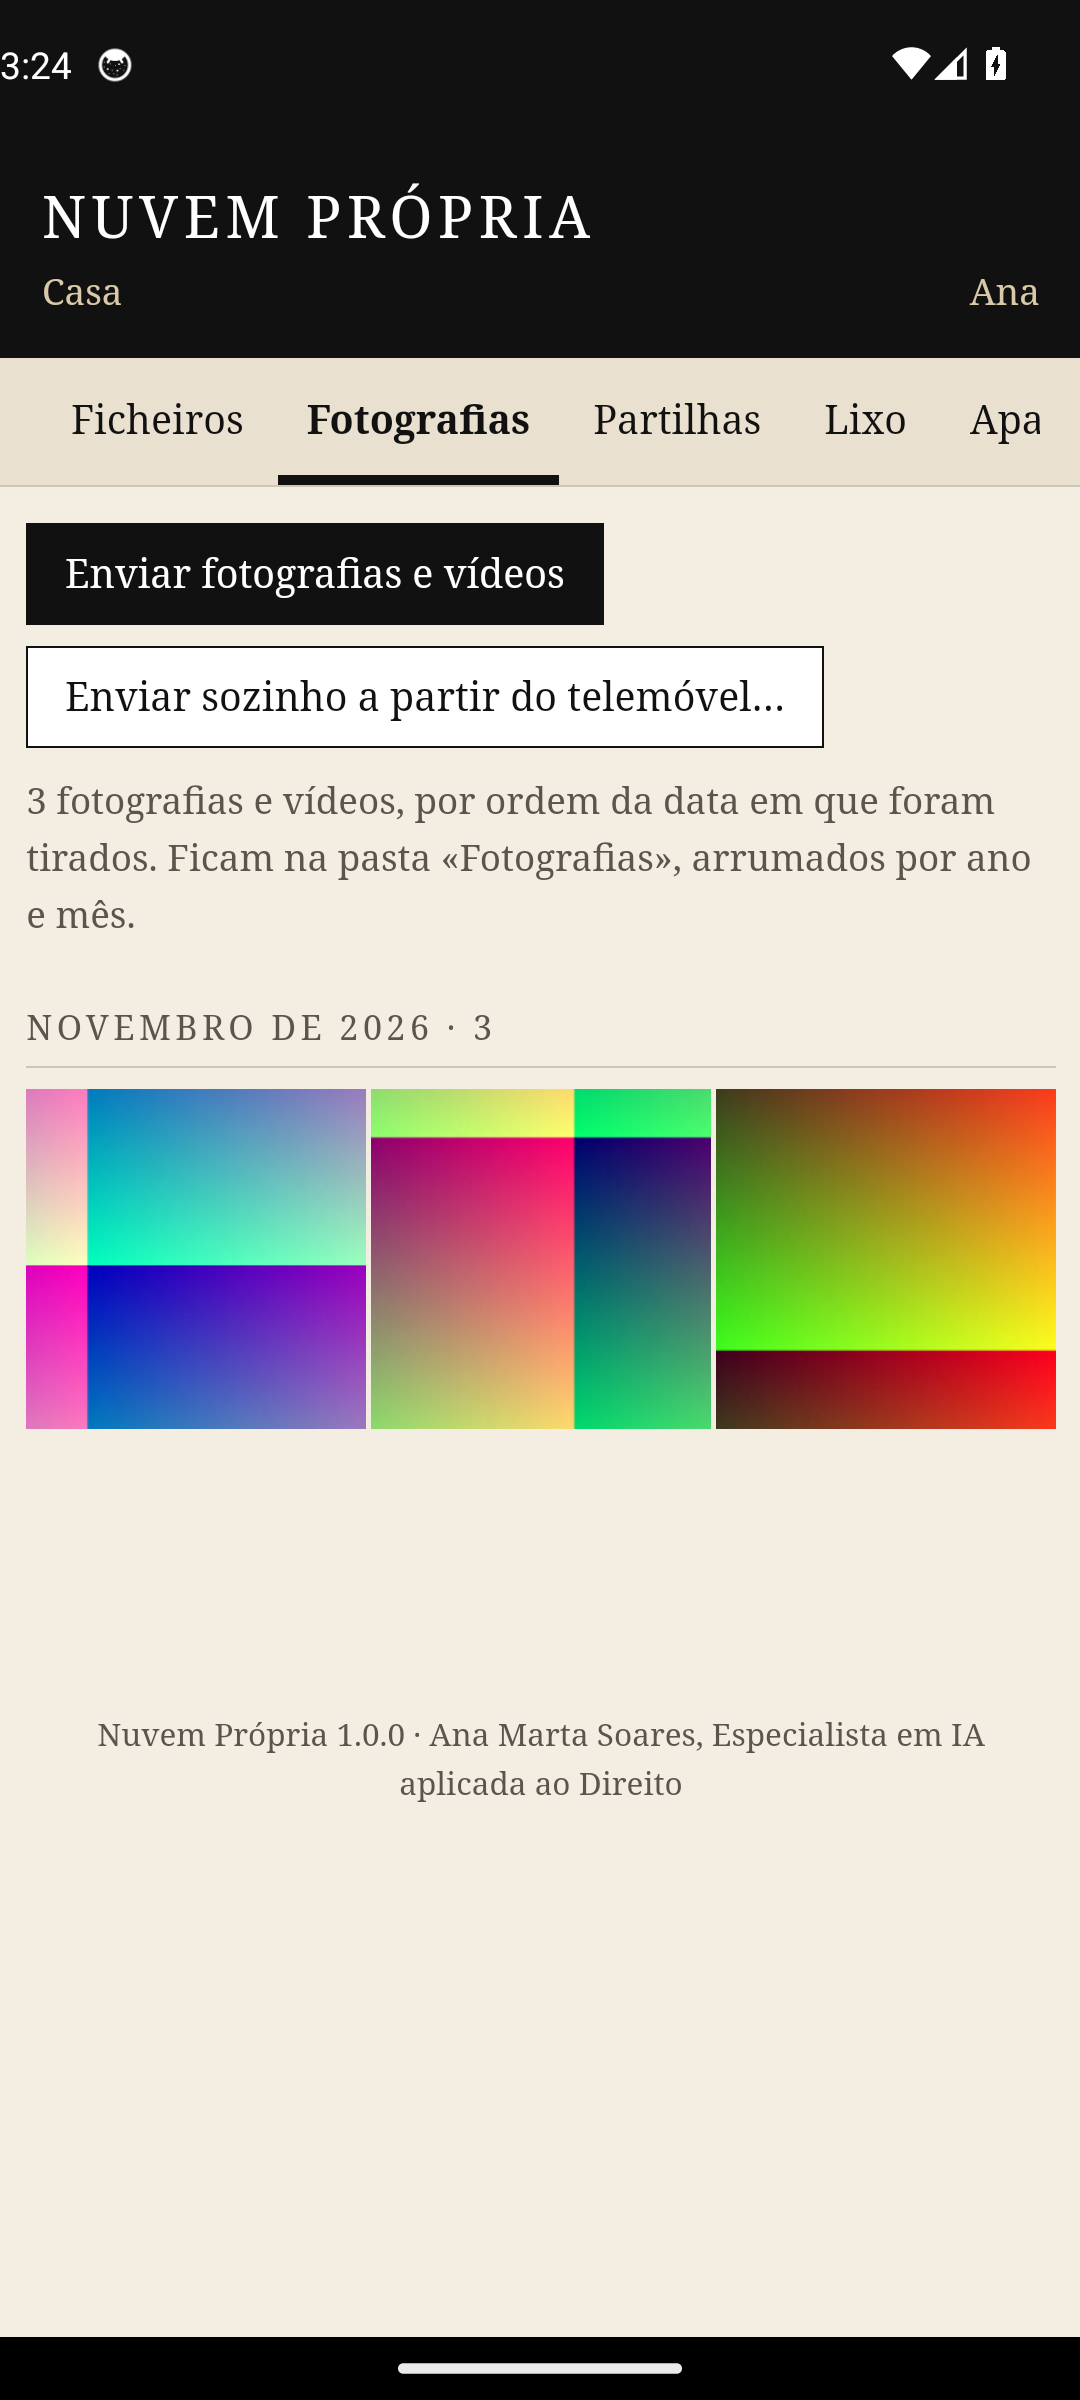 3:24
NUVEM PRÓPRIA
Casa
Ana
Ficheiros Fotografias Partilhas Lixo Apa
Enviar fotografias e vídeos
Enviar sozinho a partir do telemóvel…
3 fotografias e vídeos, por ordem da data em que foram
tirados. Ficam na pasta «Fotografias», arrumados por ano
e mês.
NOVEMBRO DE 2026 · 3
Nuvem Própria 1.0.0 · Ana Marta Soares, Especialista em IA
aplicada ao Direito